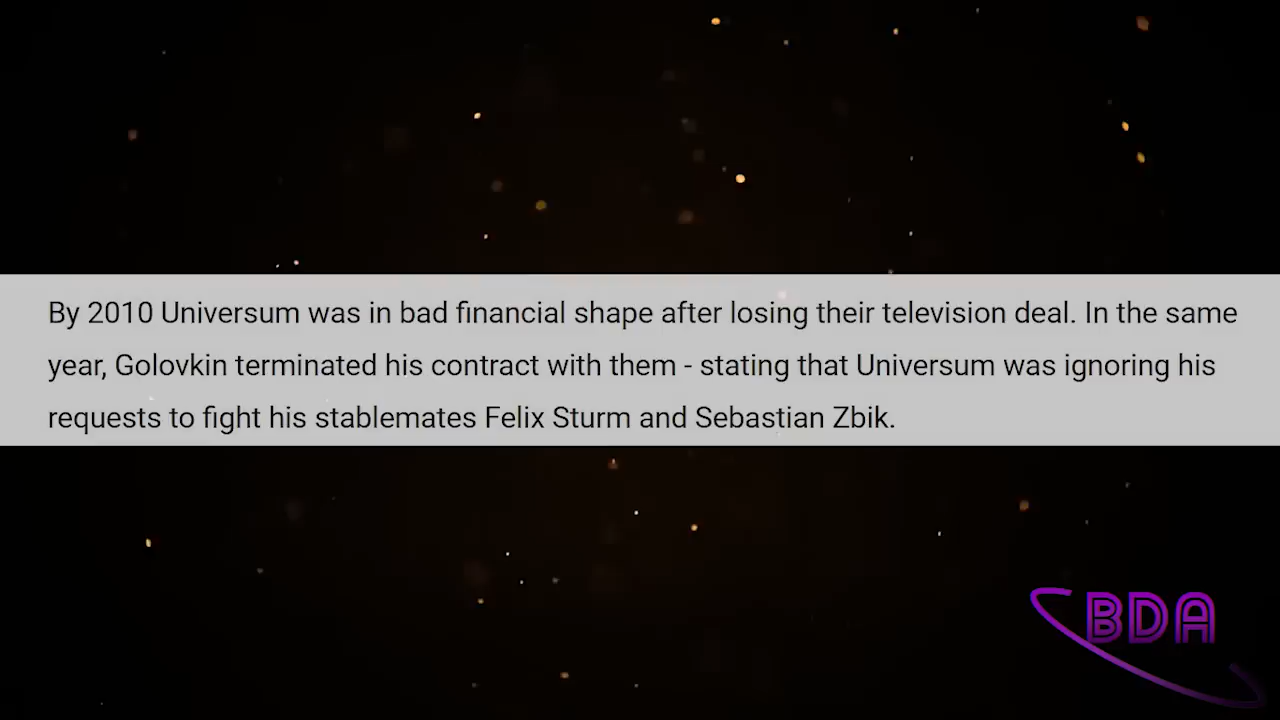 By 2010 Universum was in bad financial shape after losing their television deal. In the same
year, Golovkin terminated his contract with them - stating that Universum was ignoring his
requests to fight his stablemates Felix Sturm and Sebastian Zbik.
BDA